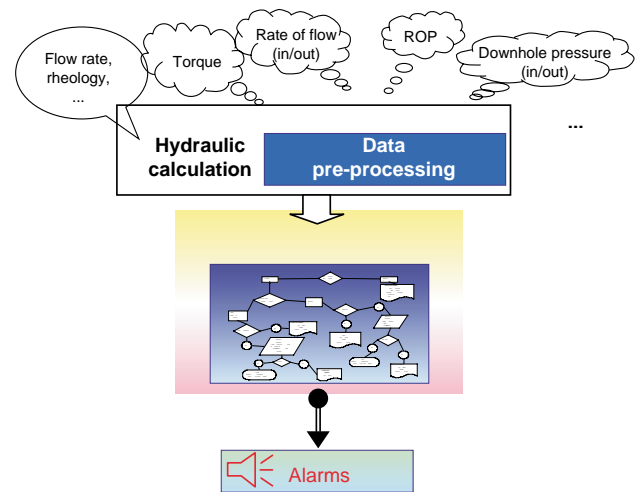 Flow rate,
rheology,
...
Torque
Rate of flow
(in/out)
ROP
Downhole pressure
(in/out)
...
Hydraulic
calculation
Data
pre-processing
Alarms